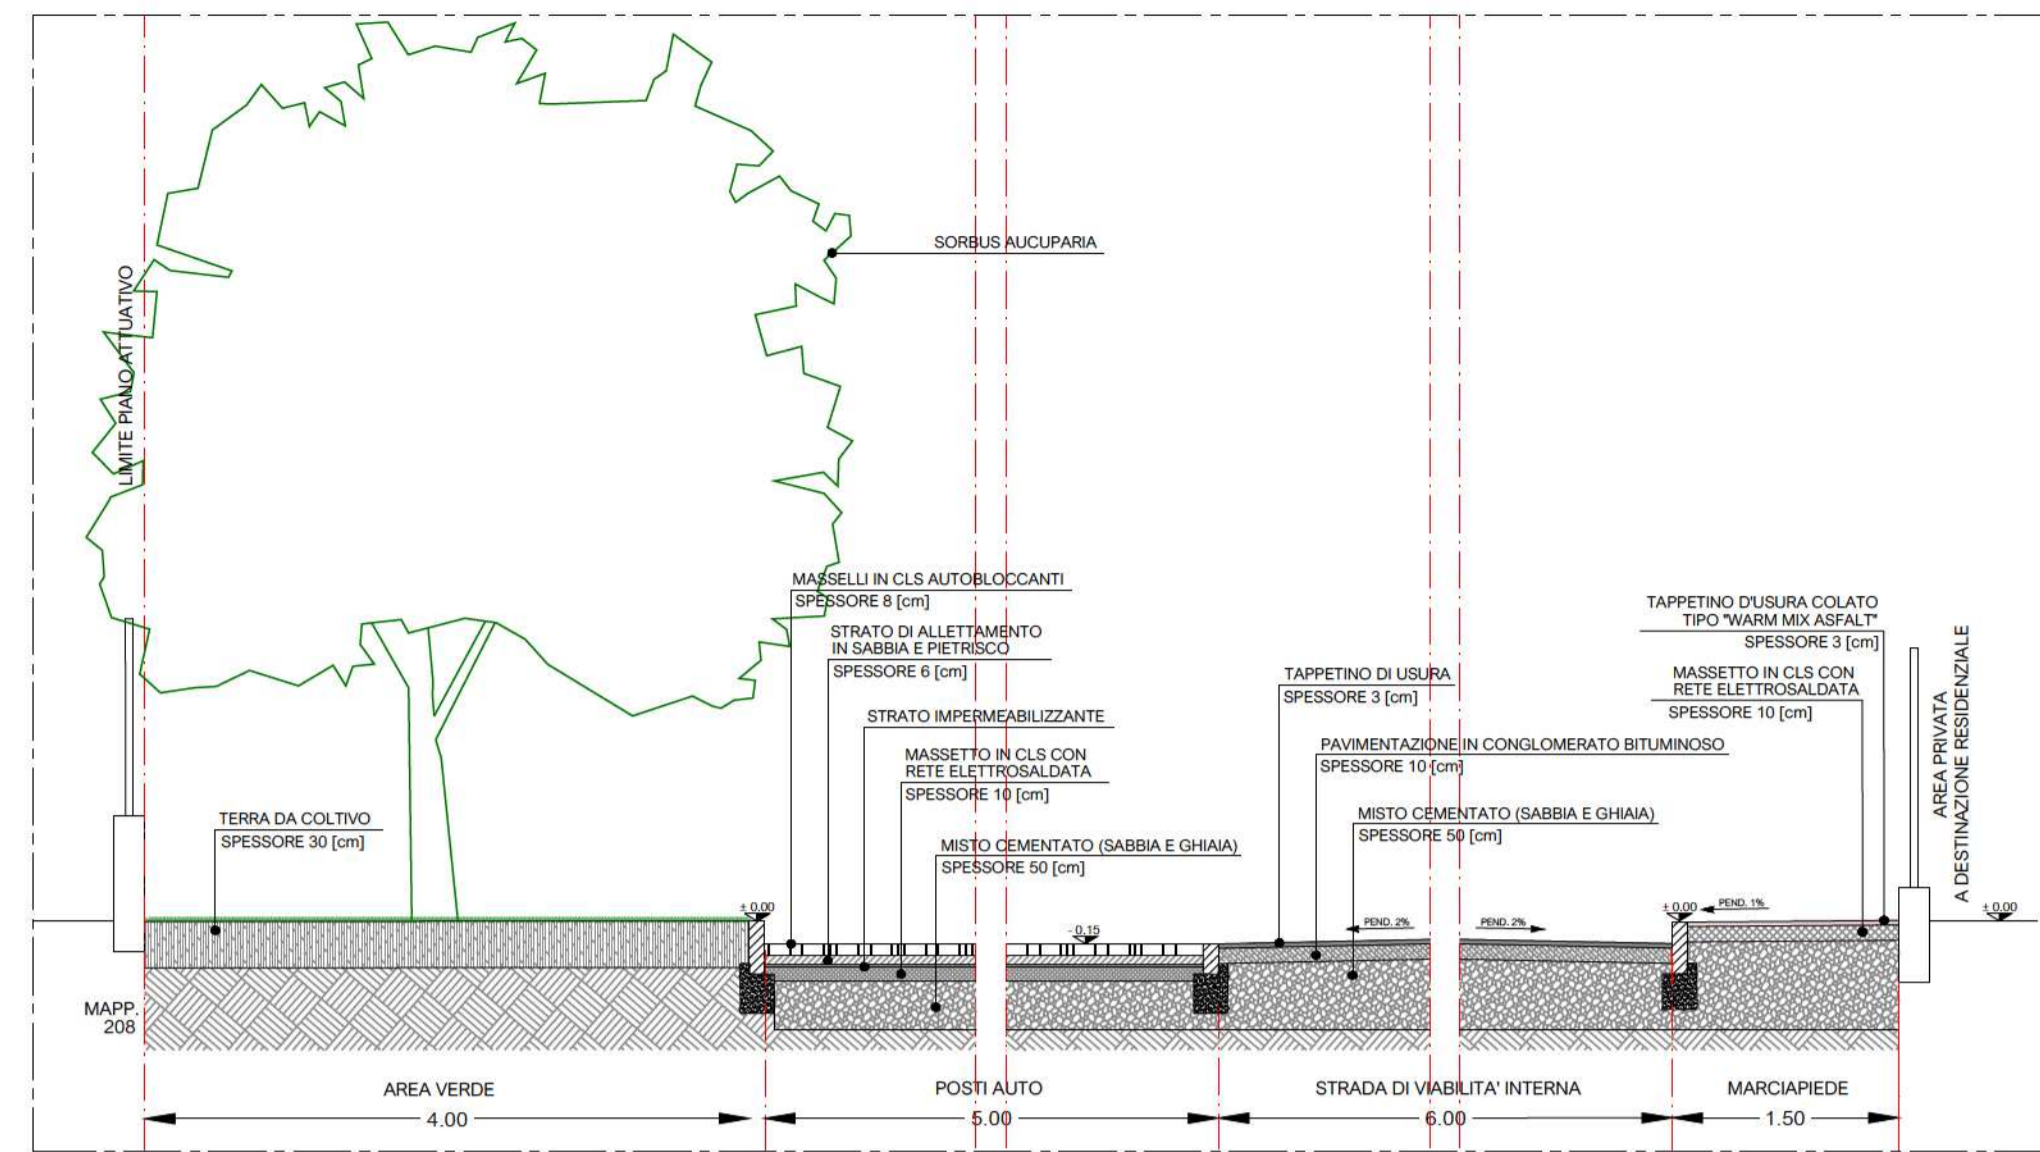 SORBUS AUCUPARIA
LIMITE PIANO ATTUATIVO
MASSELLI IN CLS AUTOBLOCCANTI
SPESSORE 8 [cm]
STRATO DI ALLETTAMENTO
IN SABBIA E PIETRISCO
SPESSORE 6 [cm]
STRATO IMPERMEABILIZZANTE
MASSETTO IN CLS CON
RETE ELETTROSALDATA
SPESSORE 10 [cm]
MISTO CEMENTATO (SABBIA E GHIAIA)
SPESSORE 50 [cm]
TERRA DA COLTIVO
SPESSORE 30 [cm]
TAPPETINO DI USURA
SPESSORE 3 [cm]
PAVIMENTAZIONE IN CONGLOMERATO BITUMINOSO
SPESSORE 10 [cm]
MISTO CEMENTATO (SABBIA E GHIAIA)
SPESSORE 50 [cm]
TAPPETINO D'USURA COLATO
TIPO "WARM MIX ASFALT"
SPESSORE 3 [cm]
MASSETTO IN CLS CON
RETE ELETTROSALDATA
SPESSORE 10 [cm]
AREA PRIVATA
A DESTINAZIONE RESIDENZIALE
± 0.00
- 0.15
PEND. 2%
PEND. 2%
± 0.00
PEND. 1%
± 0.00
MAPP.
208
AREA VERDE
POSTI AUTO
STRADA DI VIABILITA' INTERNA
MARCIAPIEDE
4.00
5.00
6.00
1.50